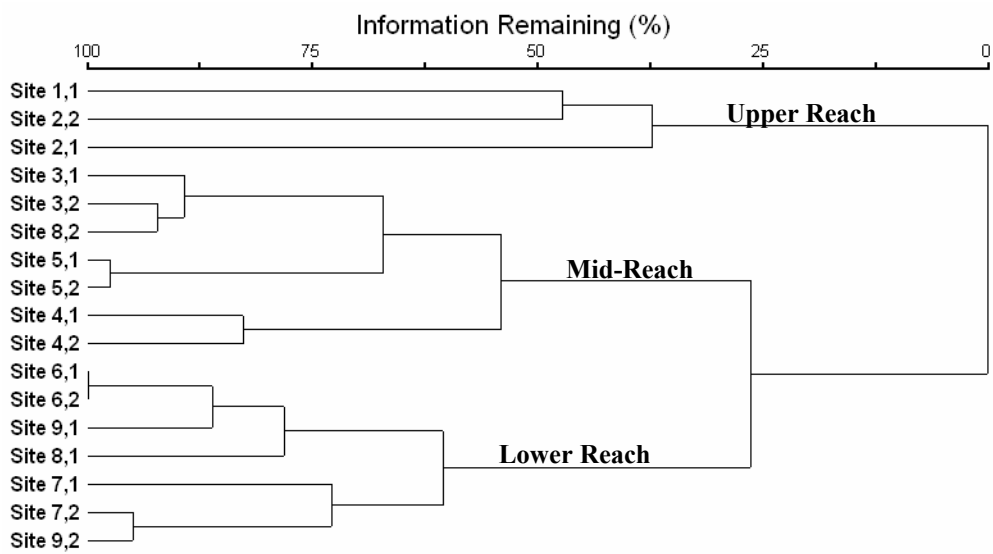 Information Remaining (%)
100 75 50 25 0
Site 1,1
Upper Reach
Site 2,2
Site 2,1
Site 3,1
Site 3,2
Site 8,2
Site 5,1
Mid-Reach
Site 5,2
Site 4,1
Site 4,2
Site 6,1
Site 6,2
Site 9,1
Site 8,1
Lower Reach
Site 7,1
Site 7,2
Site 9,2